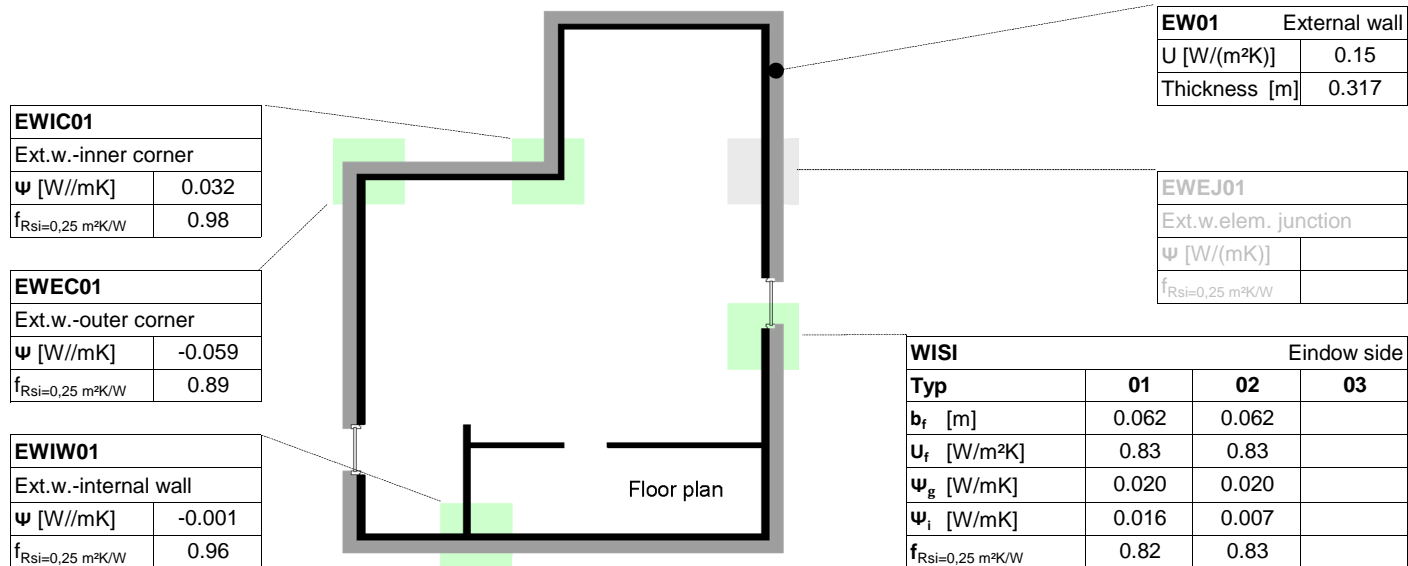 EW01 External wall
U [W/(m²K)] 0.15
Thickness [m] 0.317
EWIC01
Ext.w.-inner corner
Ψ [W//mK] 0.032
fRsi=0,25 m²K/W 0.98
EWEJ01
Ext.w.elem. junction
Ψ [W/(mK)]
fRsi=0,25 m²K/W
EWEC01
Ext.w.-outer corner
Ψ [W//mK] -0.059
fRsi=0,25 m²K/W 0.89
WISI Eindow side
Typ 01 02 03
bf [m] 0.062 0.062
Uf [W/m²K] 0.83 0.83
Ψg [W/mK] 0.020 0.020
Ψi [W/mK] 0.016 0.007
fRsi=0,25 m²K/W 0.82 0.83
EWIW01
Ext.w.-internal wall
Ψ [W//mK] -0.001
fRsi=0,25 m²K/W 0.96
Floor plan